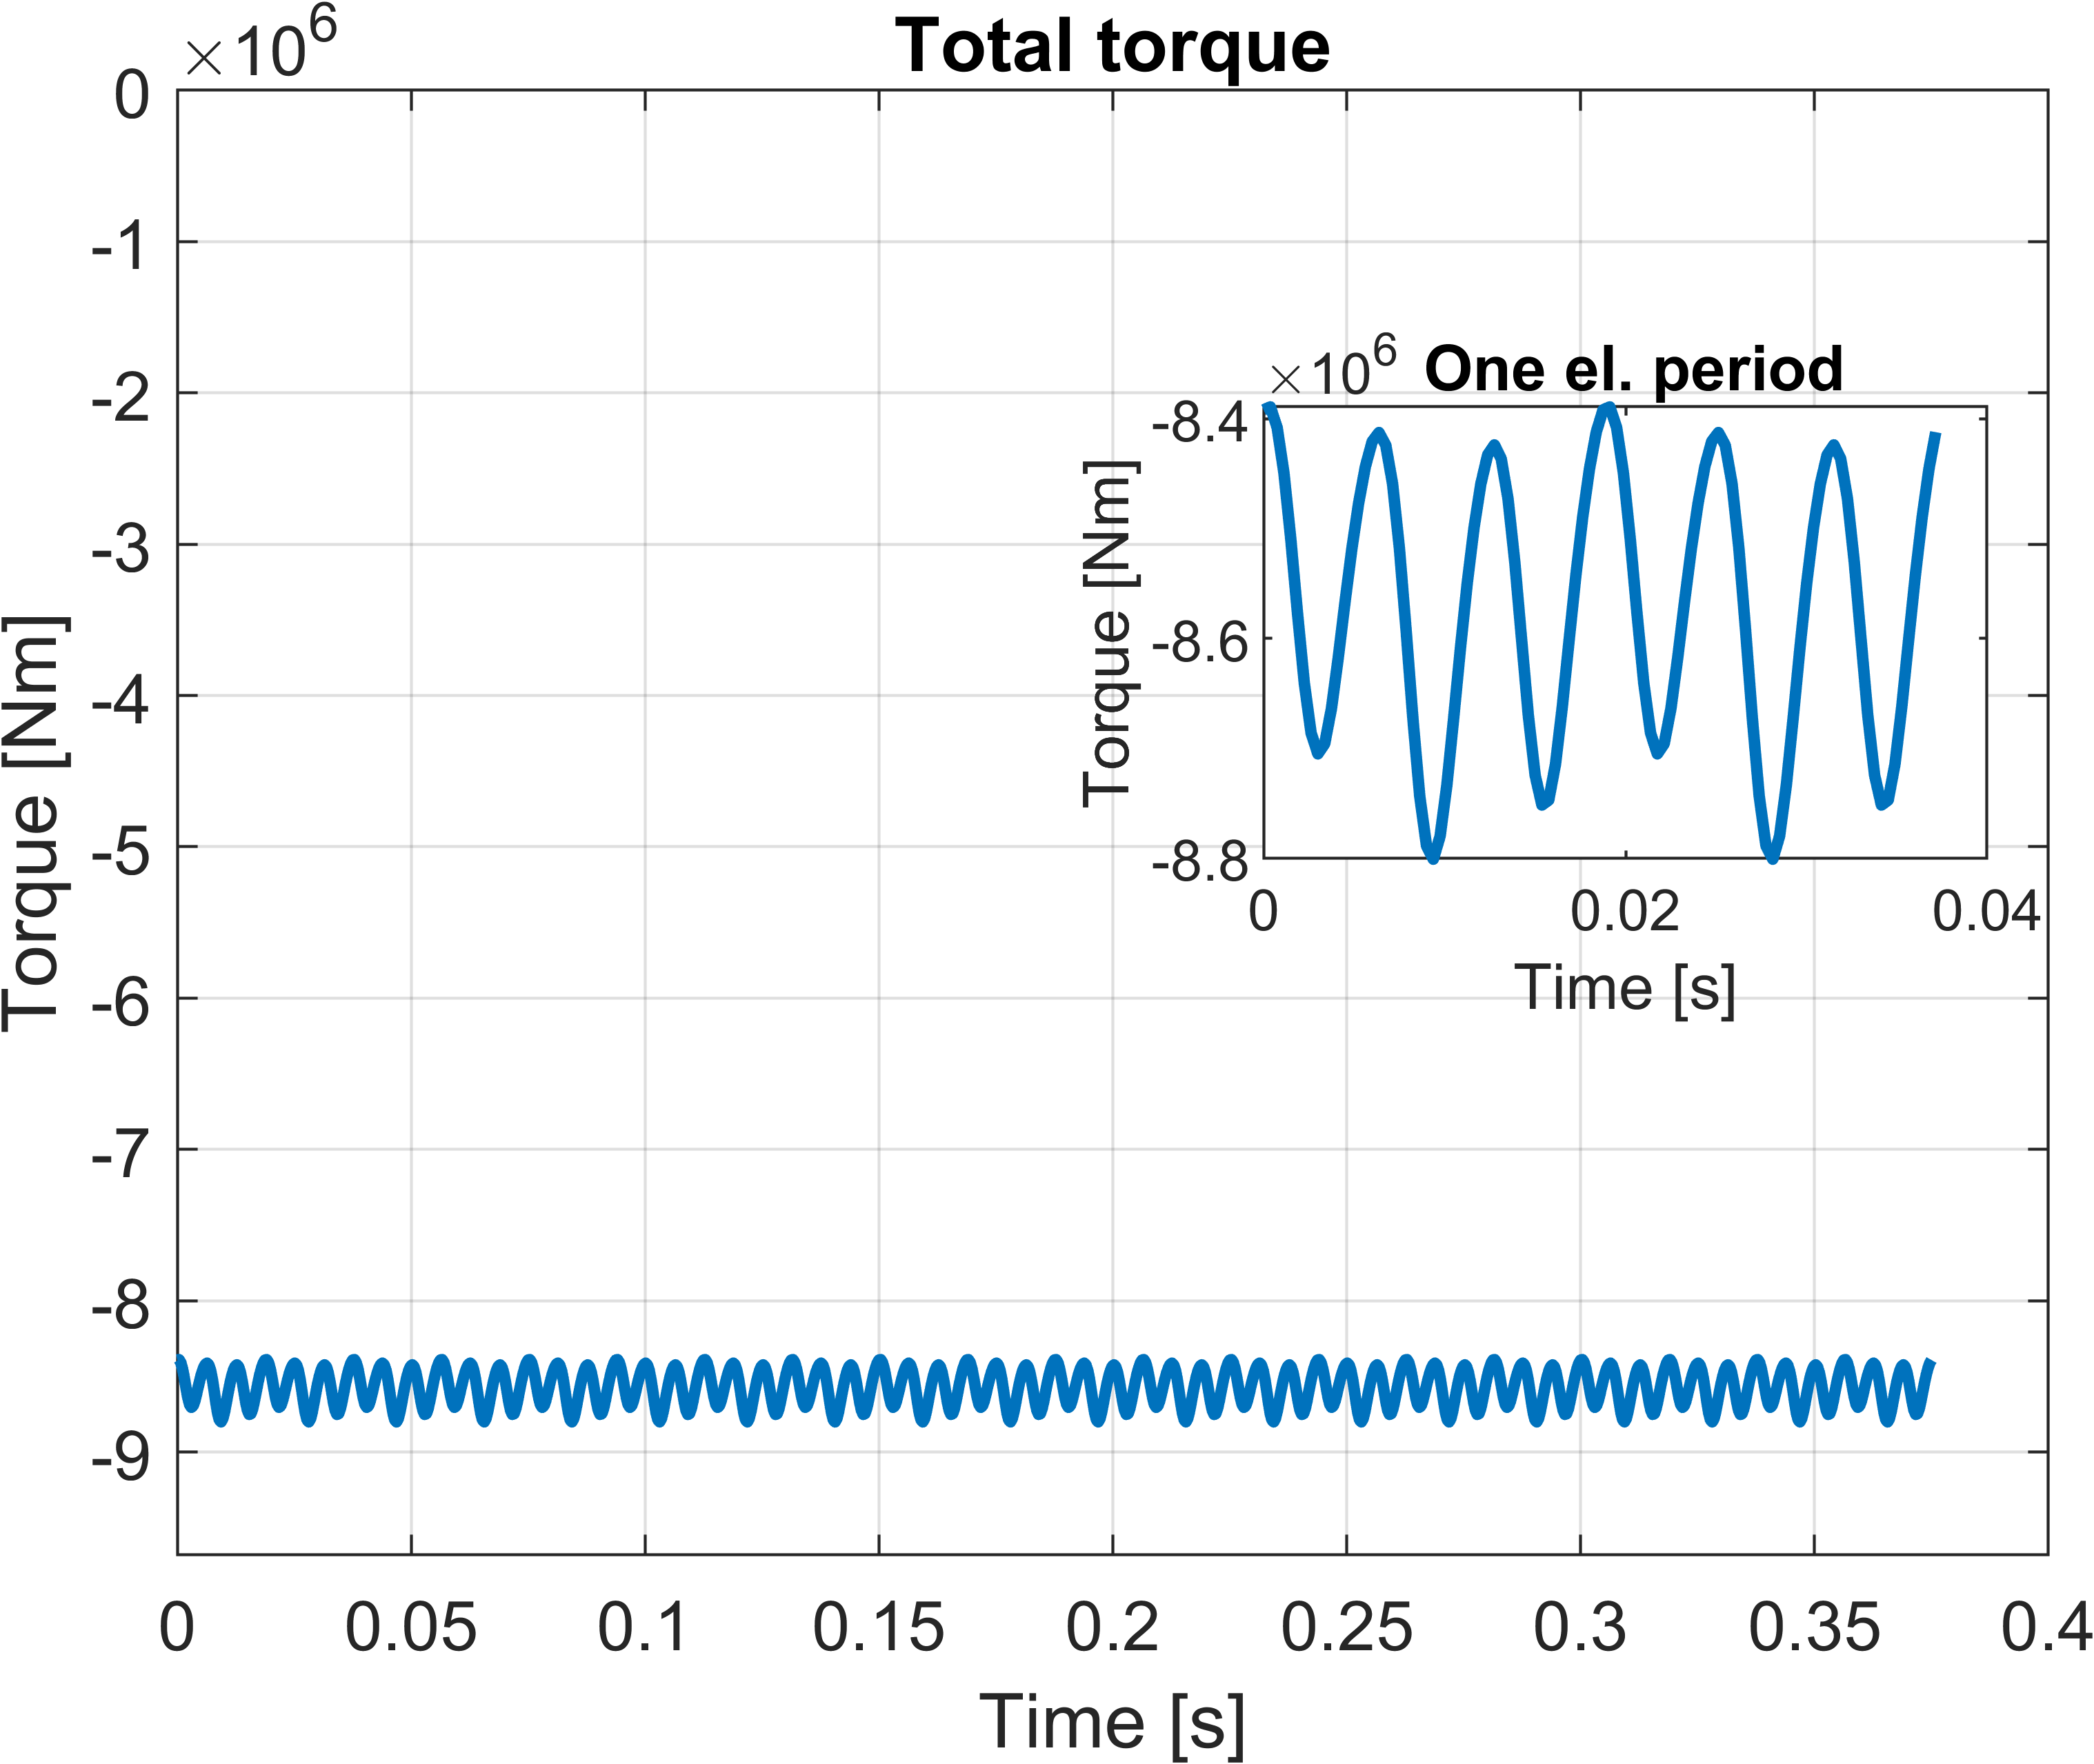 Total torque
×10^6
0
-1
-2
-3
-4
-5
-6
-7
-8
-9
Torque [Nm]
0 0.05 0.1 0.15 0.2 0.25 0.3 0.35 0.4
Time [s]
×10^6 One el. period
-8.4
-8.6
-8.8
Torque [Nm]
0 0.02 0.04
Time [s]